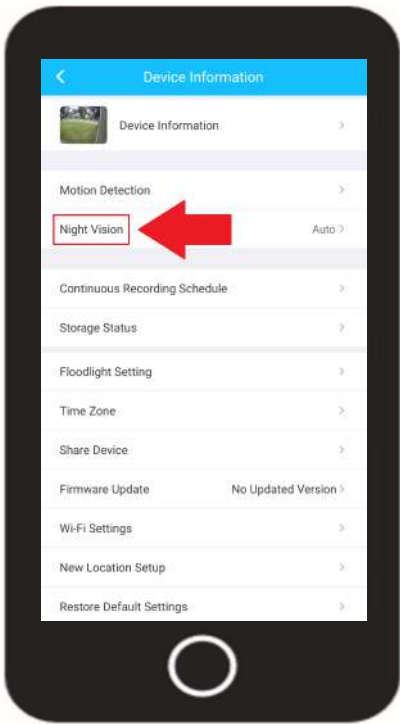 Device Information
Device Information
Motion Detection
Night Vision Auto
Continuous Recording Schedule
Storage Status
Floodlight Setting
Time Zone
Share Device
Firmware Update No Updated Version
Wi-Fi Settings
New Location Setup
Restore Default Settings